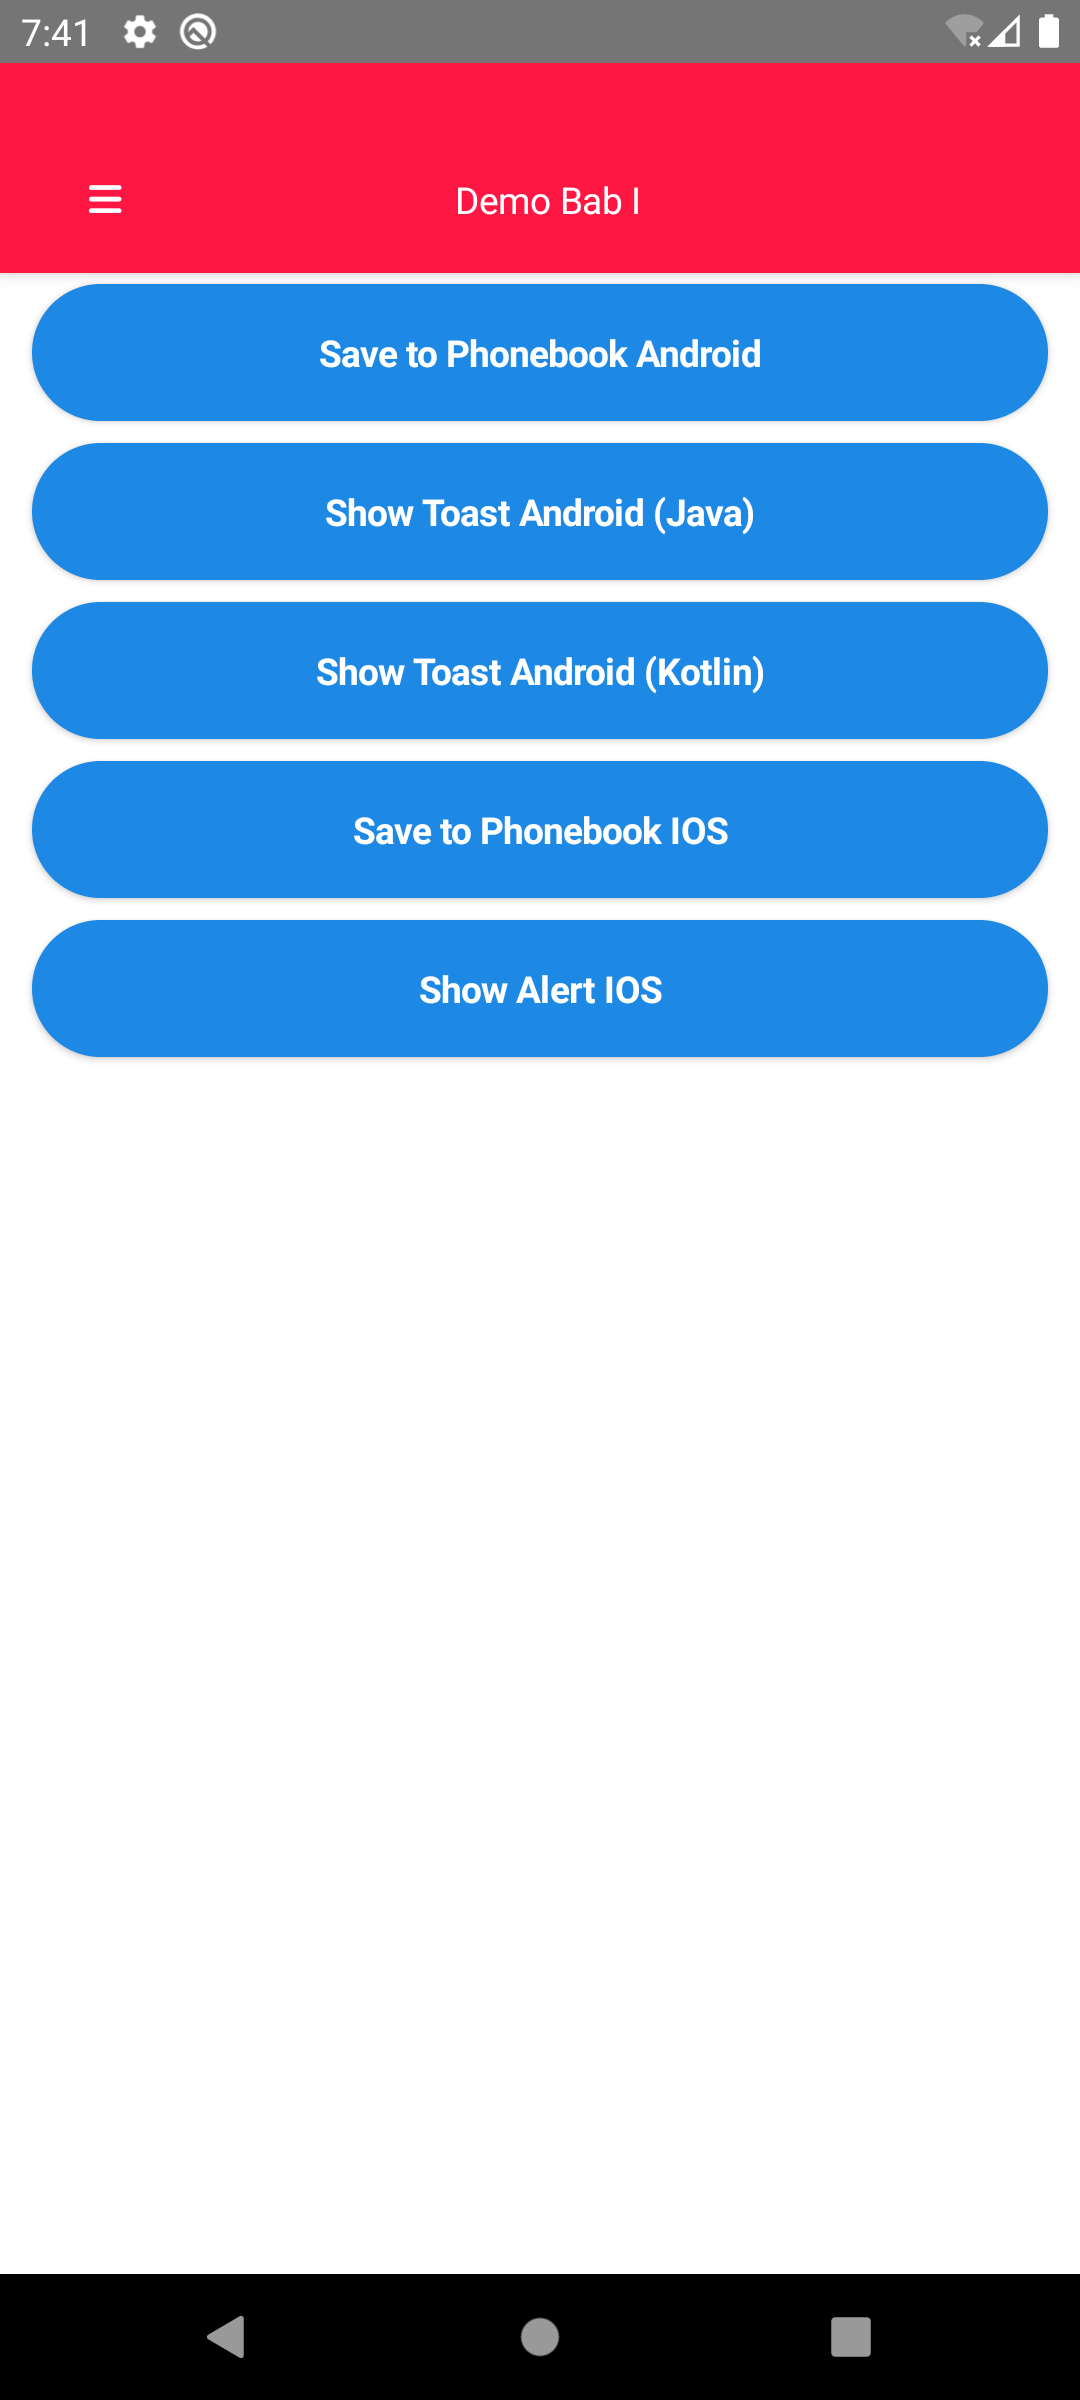 7:41
Demo Bab I
Save to Phonebook Android
Show Toast Android (Java)
Show Toast Android (Kotlin)
Save to Phonebook IOS
Show Alert IOS